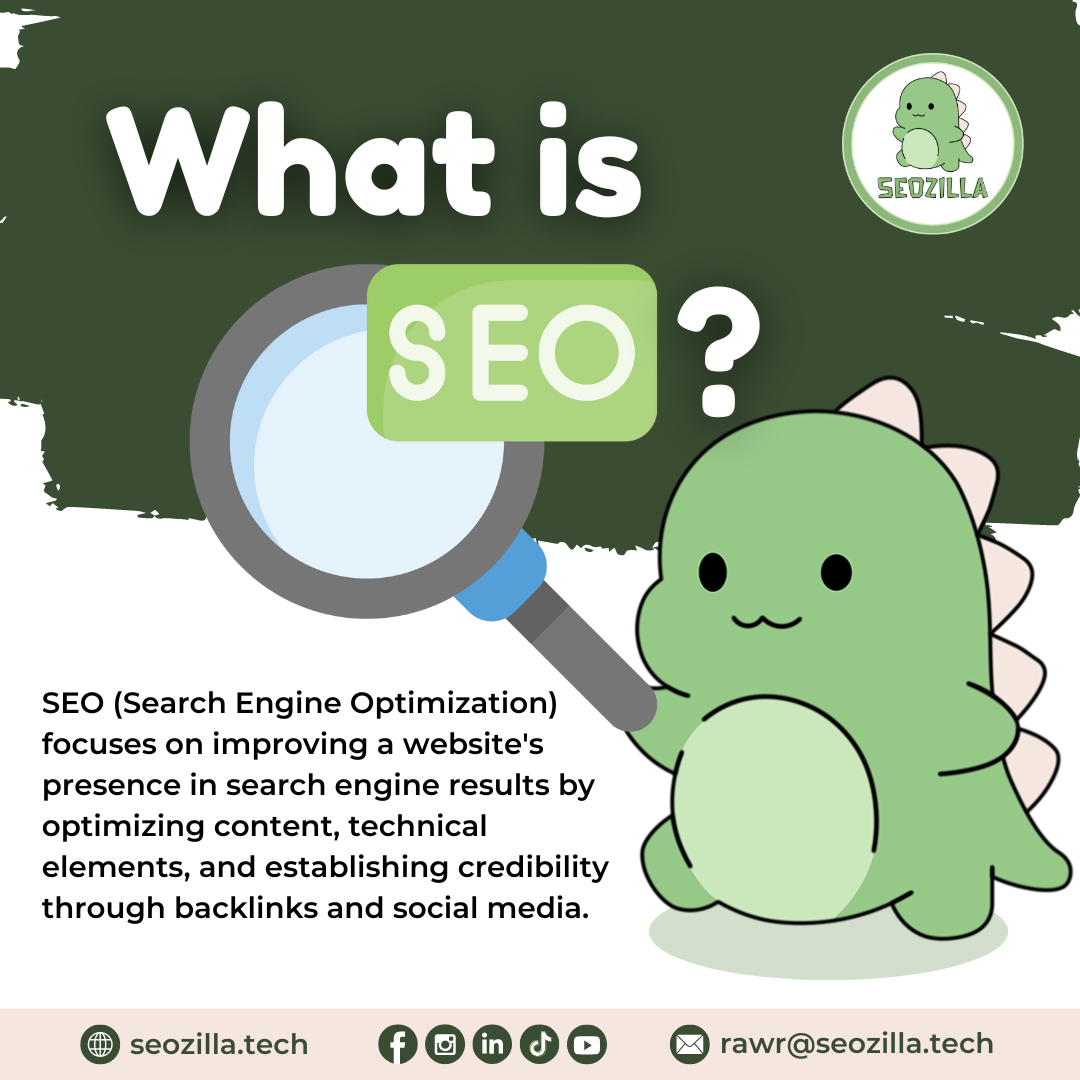 What is
SEOZILLA
SEO ?
SEO (Search Engine Optimization)
focuses on improving a website's
presence in search engine results by
optimizing content, technical
elements, and establishing credibility
through backlinks and social media.
seozilla.tech
rawr@seozilla.tech